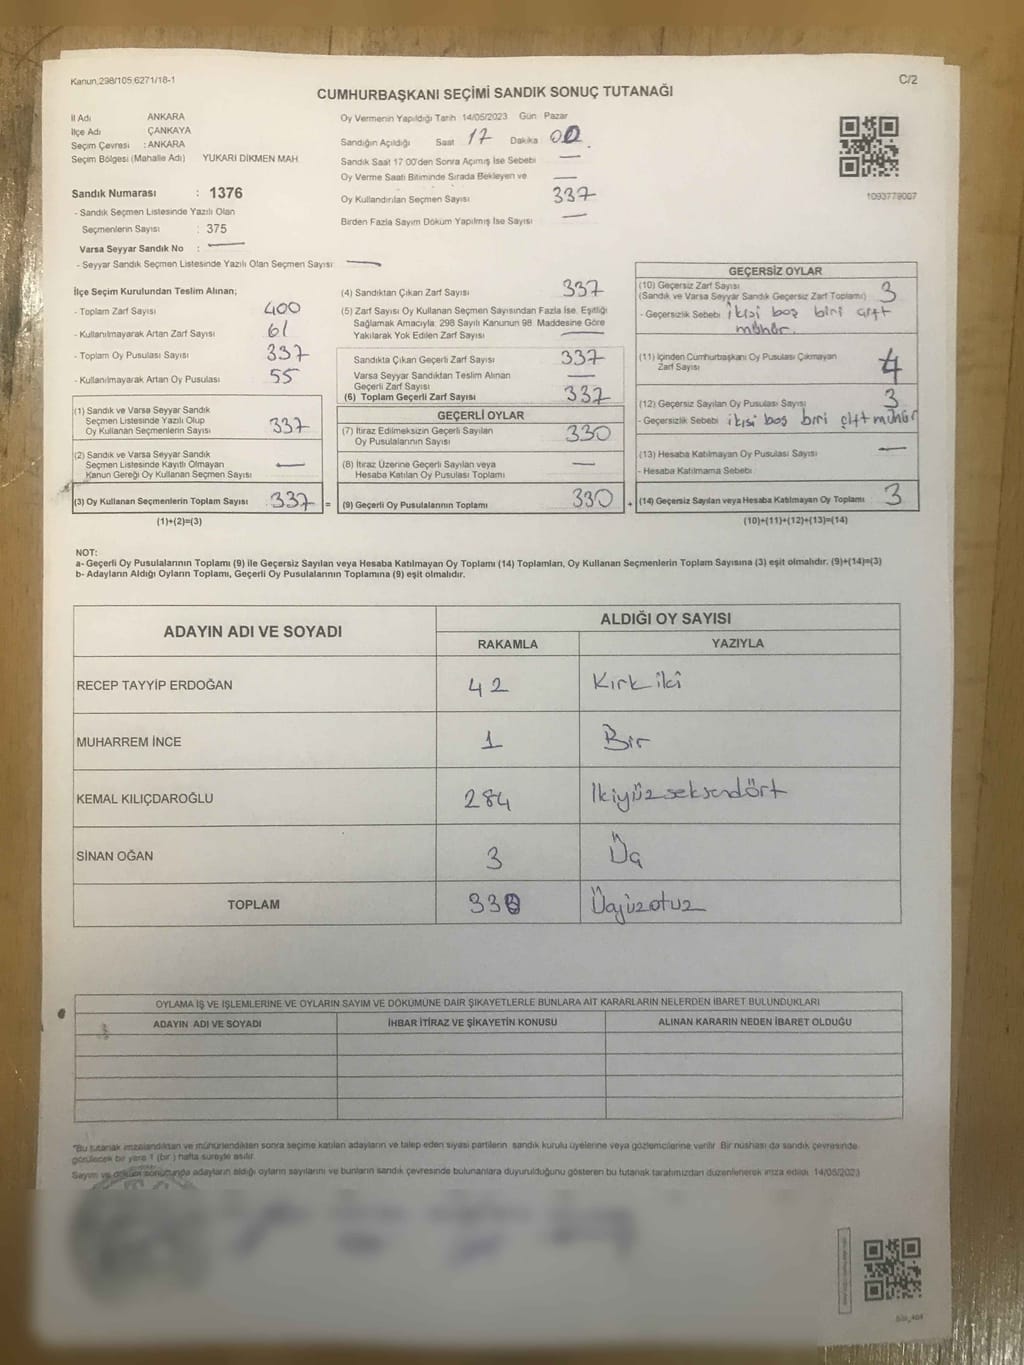 Kanun,298/105,6271/18-1
C/2
CUMHURBAŞKANI SEÇİMİ SANDIK SONUÇ TUTANAĞI
İl Adı ANKARA
İlçe Adı ÇANKAYA
Seçim Çevresi : ANKARA
Seçim Bölgesi (Mahalle Adı) YUKARI DİKMEN MAH.
Sandık Numarası : 1376
- Sandık Seçmen Listesinde Yazılı Olan
Seçmenlerin Sayısı : 375
Varsa Seyyar Sandık No : —
- Seyyar Sandık Seçmen Listesinde Yazılı Olan Seçmen Sayısı —
Oy Vermenin Yapıldığı Tarih 14/05/2023 Gün Pazar
Sandığın Açıldığı Saat 17 Dakika 00
Sandık Saat 17.00'den Sonra Açımış İse Sebebi —
Oy Verme Saati Bitiminde Sırada Bekleyen ve —
Oy Kullandırılan Seçmen Sayısı 337
Birden Fazla Sayım Döküm Yapılmış İse Sayısı —
1093779007
İlçe Seçim Kurulundan Teslim Alınan;
- Toplam Zarf Sayısı 400
- Kullanılmayarak Artan Zarf Sayısı 61
- Toplam Oy Pusulası Sayısı 337
- Kullanılmayarak Artan Oy Pusulası 55
(1) Sandık ve Varsa Seyyar Sandık
Seçmen Listesinde Yazılı Olup
Oy Kullanan Seçmenlerin Sayısı 337
(2) Sandık ve Varsa Seyyar Sandık
Seçmen Listesinde Kayıtlı Olmayan
Kanun Gereği Oy Kullanan Seçmen Sayısı —
(3) Oy Kullanan Seçmenlerin Toplam Sayısı 337 =
(1)+(2)=(3)
(4) Sandıktan Çıkan Zarf Sayısı 337
(5) Zarf Sayısı Oy Kullanan Seçmen Sayısından Fazla İse, Eşitliği
Sağlamak Amacıyla, 298 Sayılı Kanunun 98. Maddesine Göre
Yakılarak Yok Edilen Zarf Sayısı —
Sandıkta Çıkan Geçerli Zarf Sayısı 337
Varsa Seyyar Sandıktan Teslim Alınan
Geçerli Zarf Sayısı —
(6) Toplam Geçerli Zarf Sayısı 337
GEÇERLİ OYLAR
(7) İtiraz Edilmeksizin Geçerli Sayılan
Oy Pusulalarının Sayısı 330
(8) İtiraz Üzerine Geçerli Sayılan veya
Hesaba Katılan Oy Pusulası Toplamı —
(9) Geçerli Oy Pusulalarının Toplamı 330 +
GEÇERSİZ OYLAR
(10) Geçersiz Zarf Sayısı
(Sandık ve Varsa Seyyar Sandık Geçersiz Zarf Toplamı) 3
- Geçersizlik Sebebi ikisi boş biri çift
mühür.
(11) İçinden Cumhurbaşkanı Oy Pusulası Çıkmayan
Zarf Sayısı 4
(12) Geçersiz Sayılan Oy Pusulası Sayısı 3
- Geçersizlik Sebebi ikisi boş biri çift mühür
(13) Hesaba Katılmayan Oy Pusulası Sayısı —
- Hesaba Katılmama Sebebi
(14) Geçersiz Sayılan veya Hesaba Katılmayan Oy Toplamı 3
(10)+(11)+(12)+(13)=(14)
NOT:
a- Geçerli Oy Pusulalarının Toplamı (9) ile Geçersiz Sayılan veya Hesaba Katılmayan Oy Toplamı (14) Toplamları, Oy Kullanan Seçmenlerin Toplam Sayısına (3) eşit olmalıdır. (9)+(14)=(3)
b- Adayların Aldığı Oyların Toplamı, Geçerli Oy Pusulalarının Toplamına (9) eşit olmalıdır.
ADAYIN ADI VE SOYADI ALDIĞI OY SAYISI
RAKAMLA YAZIYLA
RECEP TAYYİP ERDOĞAN 42 Kırk iki
MUHARREM İNCE 1 Bir
KEMAL KILIÇDAROĞLU 284 İkiyüzseksendört
SİNAN OĞAN 3 Üç
TOPLAM 330 Üçyüzotuz
OYLAMA İŞ VE İŞLEMLERİNE VE OYLARIN SAYIM VE DÖKÜMÜNE DAİR ŞİKAYETLERLE BUNLARA AİT KARARLARIN NELERDEN İBARET BULUNDUKLARI
ADAYIN ADI VE SOYADI İHBAR İTİRAZ VE ŞİKAYETİN KONUSU ALINAN KARARIN NEDEN İBARET OLDUĞU
"Bu tutanak imzalandıktan ve mühürlendikten sonra seçime katılan adayların ve talep eden siyasi partilerin sandık kurulu üyelerine veya gözlemcilerine verilir. Bir nüshası da sandık çevresinde
görülecek bir yere 1 (bir) hafta süreyle asılır.
Sayım ve döküm sonucunda adayların aldığı oyların sayılarını ve bunların sandık çevresinde bulunanlara duyurulduğunu gösteren bu tutanak tarafımızdan düzenlenerek imza edildi. 14/05/2023